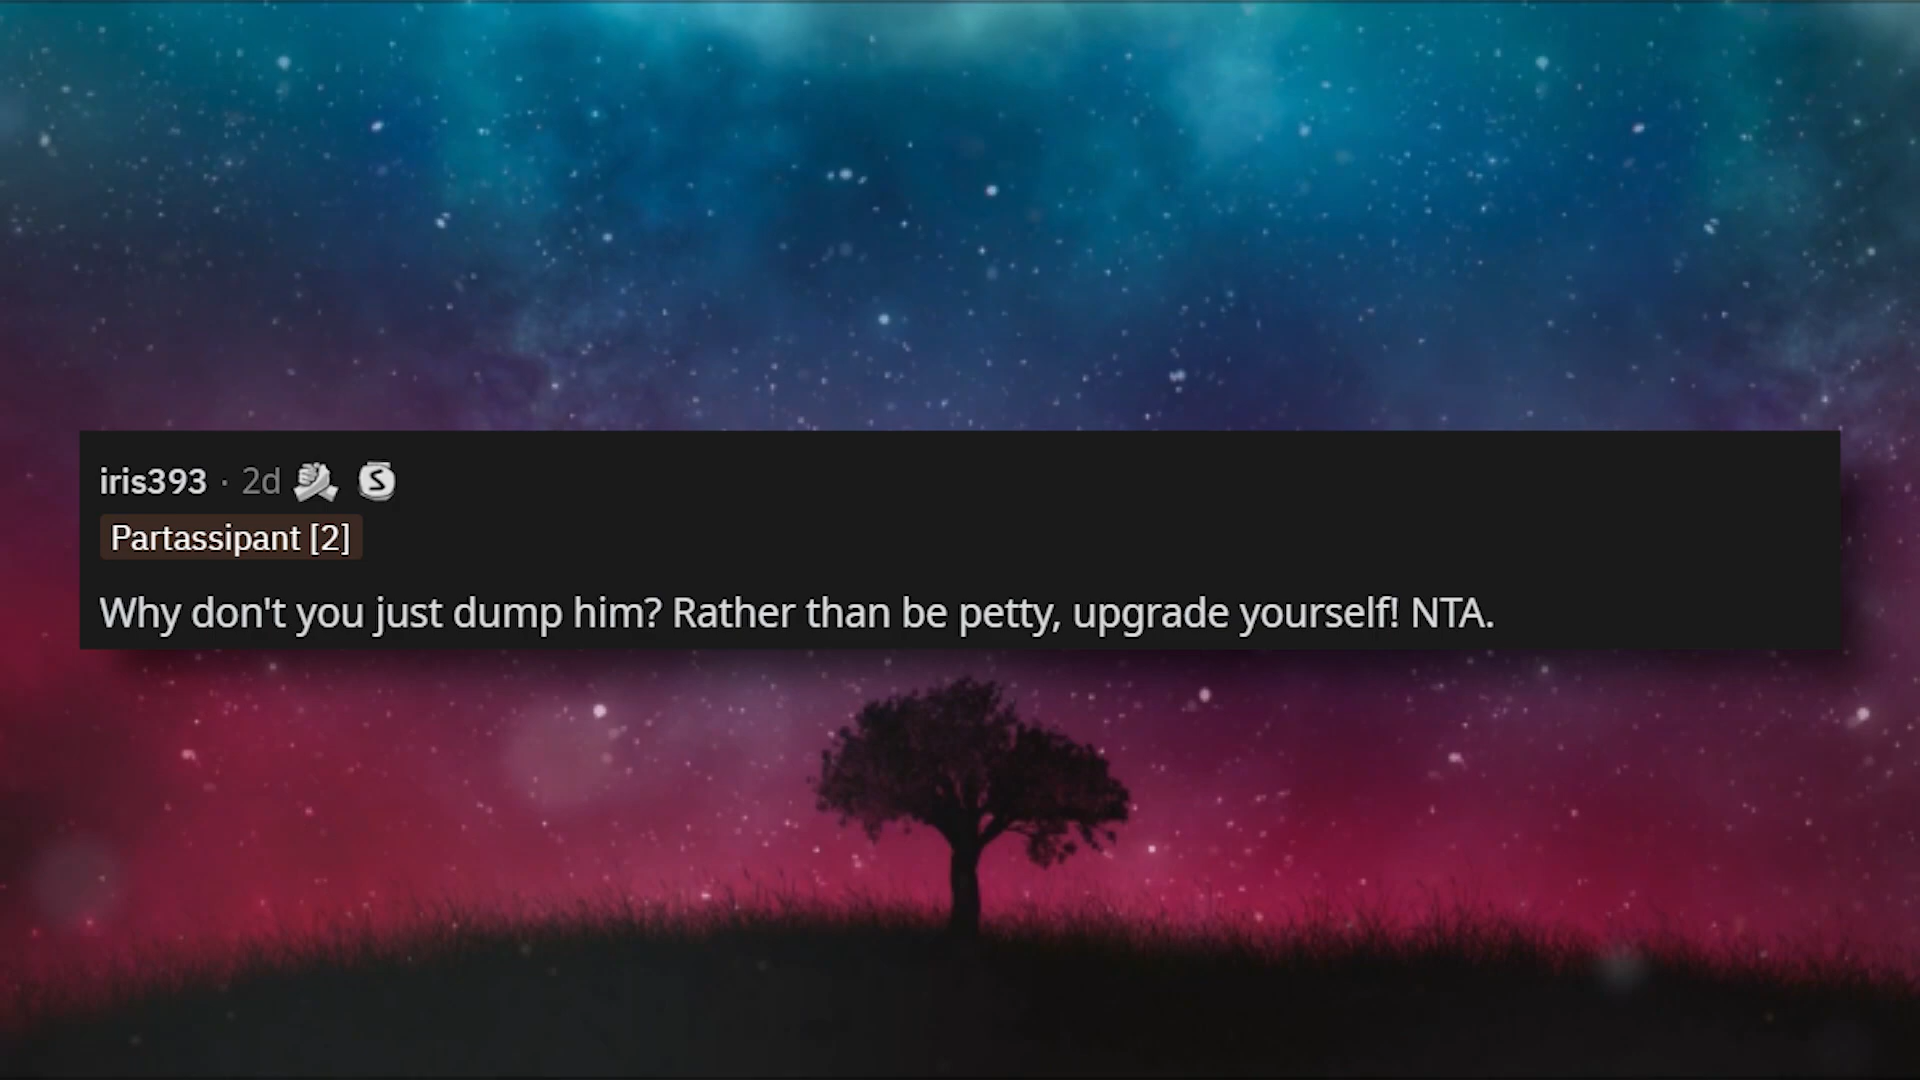 iris393 · 2d
Partassipant [2]
Why don't you just dump him? Rather than be petty, upgrade yourself! NTA.